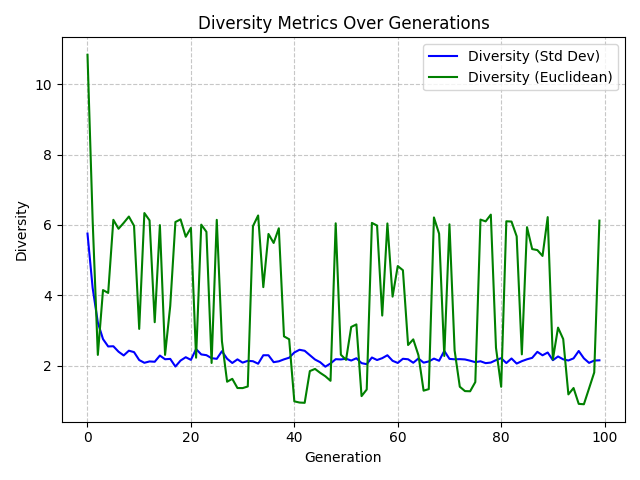 Diversity Metrics Over Generations
Diversity (Std Dev)
Diversity (Euclidean)
10
8
6
4
2
Diversity
0
20
40
60
80
100
Generation